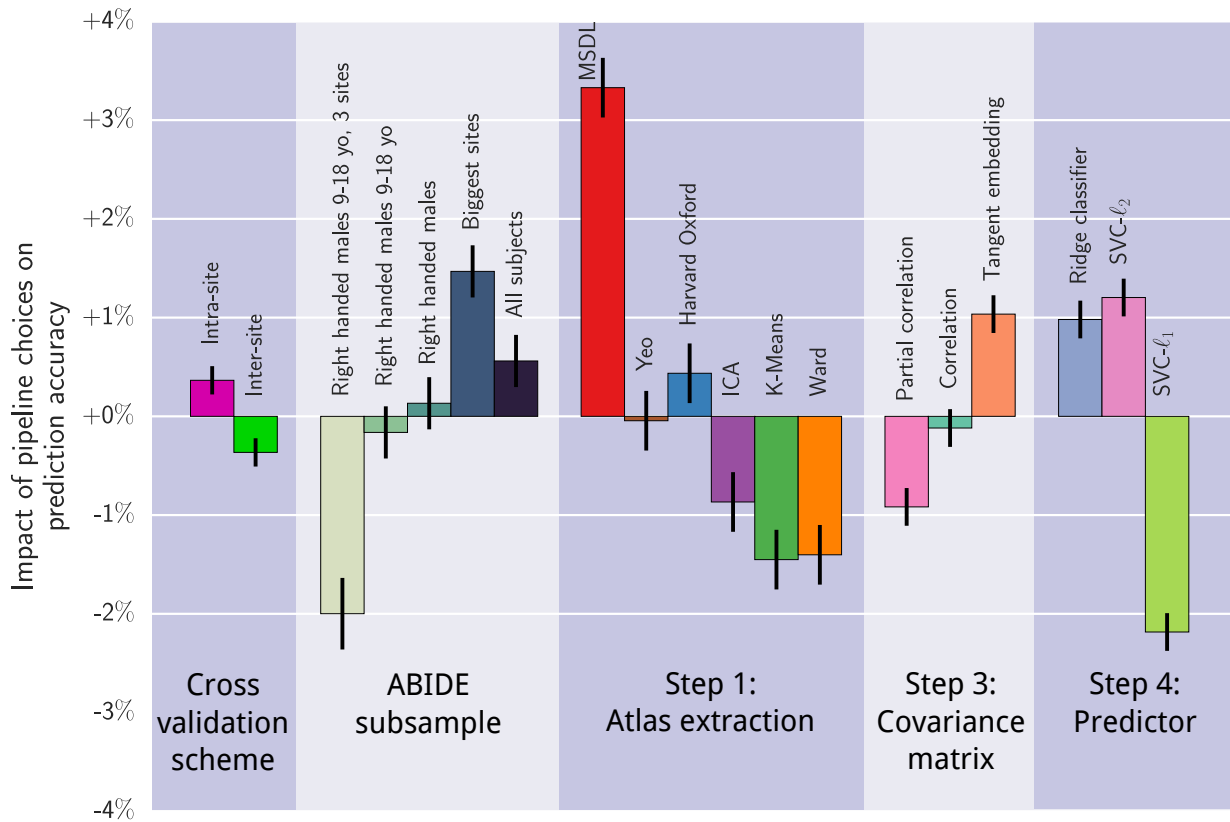 Impact of pipeline choices on
prediction accuracy
+4%
+3%
+2%
+1%
+0%
-1%
-2%
-3%
-4%
Intra-site
Inter-site
Right handed males 9-18 yo, 3 sites
Right handed males 9-18 yo
Right handed males
Biggest sites
All subjects
MSDL
Yeo
Harvard Oxford
ICA
K-Means
Ward
Partial correlation
Correlation
Tangent embedding
Ridge classifier
SVC-ℓ₂
SVC-ℓ₁
Cross
validation
scheme
ABIDE
subsample
Step 1:
Atlas extraction
Step 3:
Covariance
matrix
Step 4:
Predictor